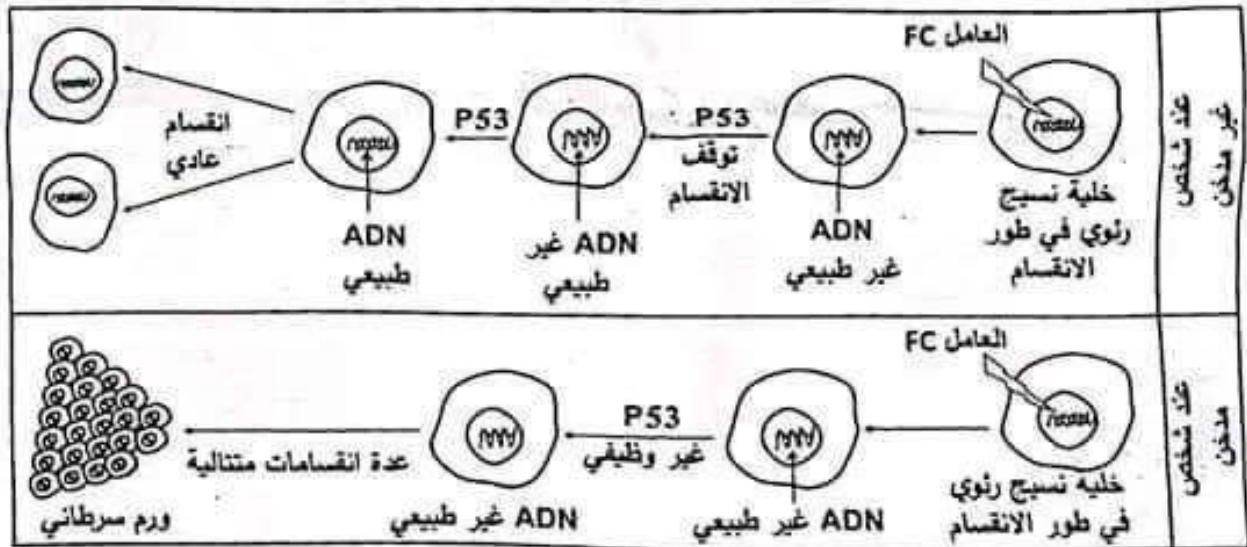 عند شخص
غير مدخن
العامل FC
خلية نسيج
رئوي في طور
الانقسام
ADN
غير طبيعي
P53
توقف
الانقسام
ADN غير
طبيعي
P53
ADN
طبيعي
انقسام
عادي
عند شخص
مدخن
العامل FC
خلية نسيج رئوي
في طور الانقسام
ADN غير طبيعي
P53
غير وظيفي
ADN غير طبيعي
عدة انقسامات متتالية
ورم سرطاني